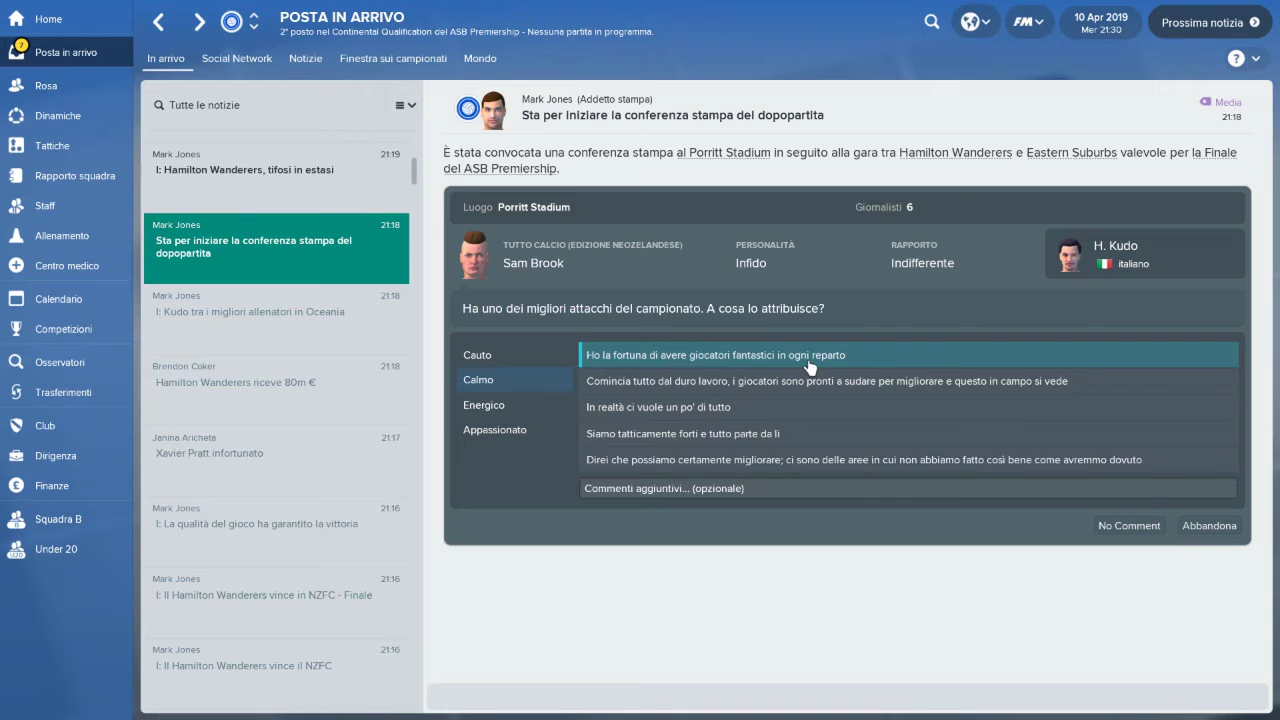 Home
7
Posta in arrivo
Rosa
Dinamiche
Tattiche
Rapporto squadra
Staff
Allenamento
Centro medico
Calendario
Competizioni
Osservatori
Trasferimenti
Club
Dirigenza
Finanze
Squadra B
Under 20
POSTA IN ARRIVO
2° posto nel Continental Qualification del ASB Premiership - Nessuna partita in programma.
FM
10 Apr 2019
Mer 21:30
Prossima notizia
In arrivo Social Network Notizie Finestra sui campionati Mondo
?
Tutte le notizie
Mark Jones 21:19
I: Hamilton Wanderers, tifosi in estasi
Mark Jones 21:18
Sta per iniziare la conferenza stampa del
dopopartita
Mark Jones 21:18
I: Kudo tra i migliori allenatori in Oceania
Brendon Coker 21:18
Hamilton Wanderers riceve 80m €
Janina Aricheta 21:17
Xavier Pratt infortunato
Mark Jones 21:16
I: La qualità del gioco ha garantito la vittoria
Mark Jones 21:16
I: Il Hamilton Wanderers vince in NZFC - Finale
Mark Jones 21:16
I: Il Hamilton Wanderers vince il NZFC
Mark Jones (Addetto stampa)
Sta per iniziare la conferenza stampa del dopopartita
Media
21:18
È stata convocata una conferenza stampa al Porritt Stadium in seguito alla gara tra Hamilton Wanderers e Eastern Suburbs valevole per la Finale
del ASB Premiership.
Luogo Porritt Stadium Giornalisti 6
TUTTO CALCIO (EDIZIONE NEOZELANDESE) PERSONALITÀ RAPPORTO
Sam Brook Infido Indifferente
H. Kudo
italiano
Ha uno dei migliori attacchi del campionato. A cosa lo attribuisce?
Cauto
Calmo
Energico
Appassionato
Ho la fortuna di avere giocatori fantastici in ogni reparto
Comincia tutto dal duro lavoro, i giocatori sono pronti a sudare per migliorare e questo in campo si vede
In realtà ci vuole un po' di tutto
Siamo tatticamente forti e tutto parte da lì
Direi che possiamo certamente migliorare; ci sono delle aree in cui non abbiamo fatto così bene come avremmo dovuto
Commenti aggiuntivi... (opzionale)
No Comment Abbandona